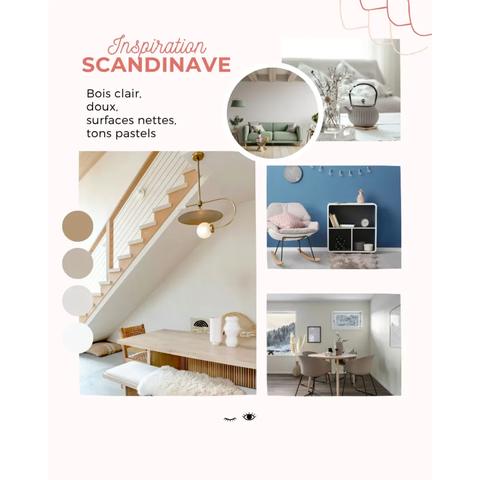 Inspiration
SCANDINAVE
Bois clair,
doux,
surfaces nettes,
tons pastels